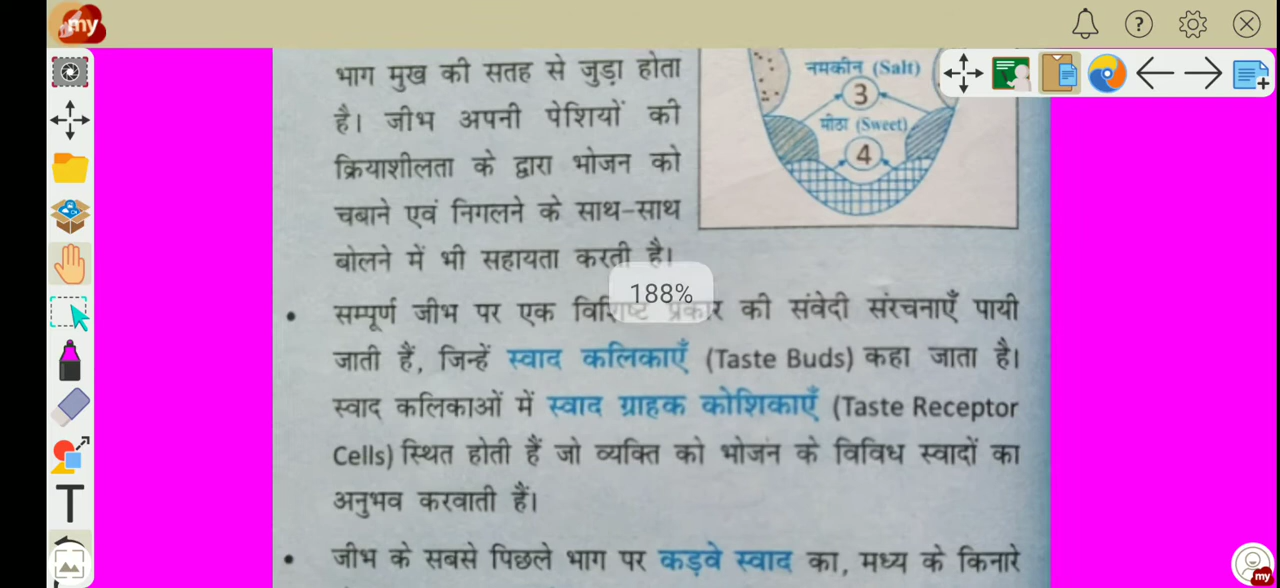 my
भाग मुख की सतह से जुड़ा होता
है। जीभ अपनी पेशियों की
क्रियाशीलता के द्वारा भोजन को
चबाने एवं निगलने के साथ-साथ
बोलने में भी सहायता करती है।
नमकीन (Salt)
3
मीठा (Sweet)
4
188%
• सम्पूर्ण जीभ पर एक विशिष्ट प्रकार की संवेदी संरचनाएँ पायी
जाती हैं, जिन्हें स्वाद कलिकाएँ (Taste Buds) कहा जाता है।
स्वाद कलिकाओं में स्वाद ग्राहक कोशिकाएँ (Taste Receptor
Cells) स्थित होती हैं जो व्यक्ति को भोजन के विविध स्वादों का
अनुभव करवाती हैं।
• जीभ के सबसे पिछले भाग पर कड़वे स्वाद का, मध्य के किनारे
T
my